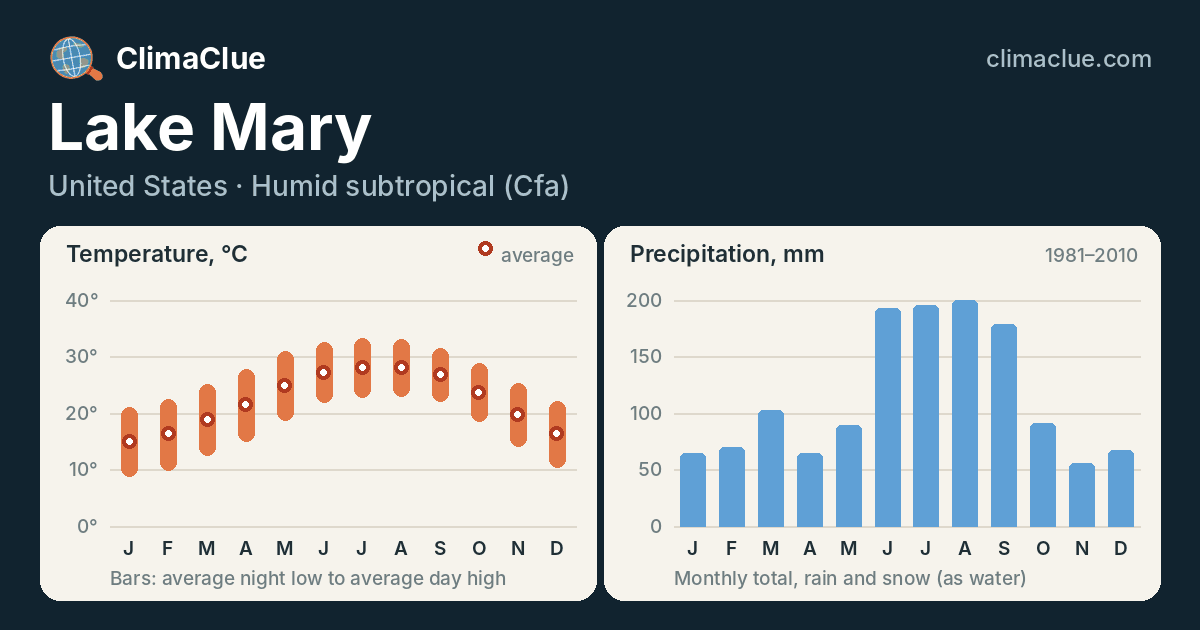 ClimaClue
climaclue.com
Lake Mary
United States · Humid subtropical (Cfa)
Temperature, °C
average
40°
30°
20°
10°
0°
J F M A M J J A S O N D
Bars: average night low to average day high
Precipitation, mm
1981–2010
200
150
100
50
0
J F M A M J J A S O N D
Monthly total, rain and snow (as water)